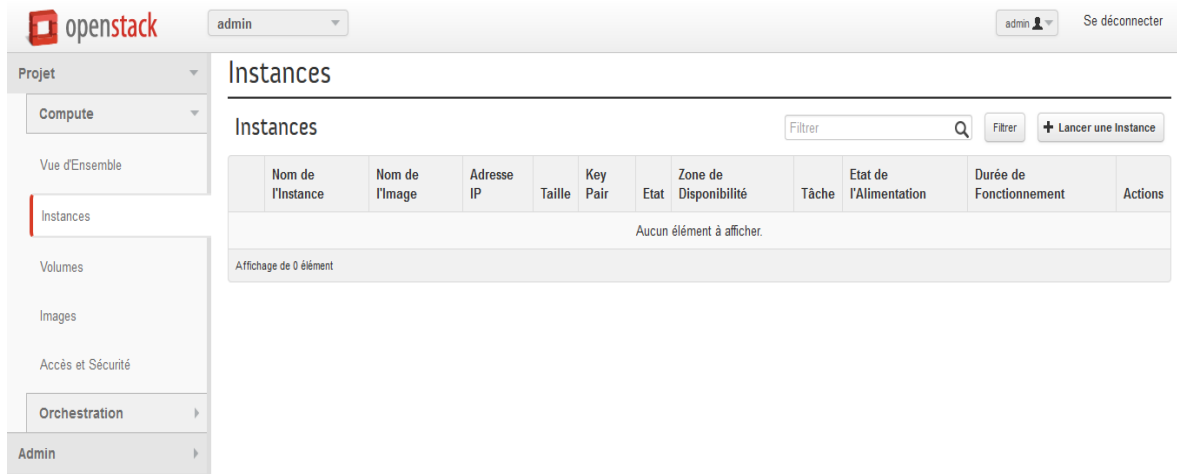 openstack
admin
admin
Se déconnecter
Projet
Compute
Vue d'Ensemble
Instances
Volumes
Images
Accès et Sécurité
Orchestration
Admin
Instances
Instances
Filtrer
Filtrer
+ Lancer une Instance
Nom de l'Instance
Nom de l'Image
Adresse IP
Taille
Key Pair
Etat
Zone de Disponibilité
Tâche
Etat de l'Alimentation
Durée de Fonctionnement
Actions
Aucun élément à afficher.
Affichage de 0 élément